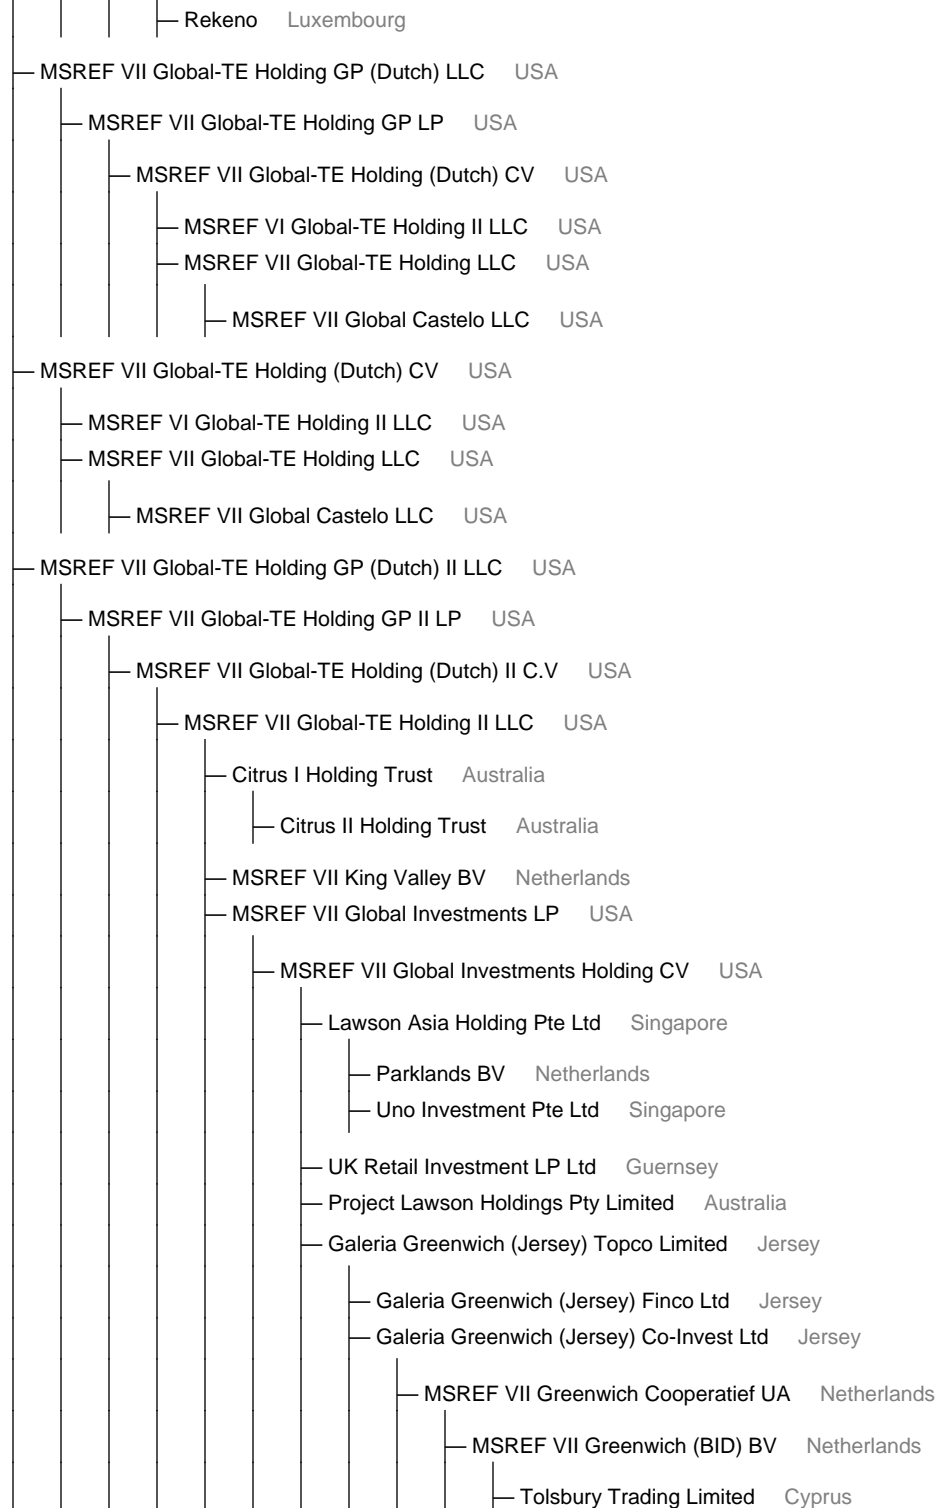 Rekeno Luxembourg
MSREF VII Global-TE Holding GP (Dutch) LLC USA
MSREF VII Global-TE Holding GP LP USA
MSREF VII Global-TE Holding (Dutch) CV USA
MSREF VI Global-TE Holding II LLC USA
MSREF VII Global-TE Holding LLC USA
MSREF VII Global Castelo LLC USA
MSREF VII Global-TE Holding (Dutch) CV USA
MSREF VI Global-TE Holding II LLC USA
MSREF VII Global-TE Holding LLC USA
MSREF VII Global Castelo LLC USA
MSREF VII Global-TE Holding GP (Dutch) II LLC USA
MSREF VII Global-TE Holding GP II LP USA
MSREF VII Global-TE Holding (Dutch) II C.V USA
MSREF VII Global-TE Holding II LLC USA
Citrus I Holding Trust Australia
Citrus II Holding Trust Australia
MSREF VII King Valley BV Netherlands
MSREF VII Global Investments LP USA
MSREF VII Global Investments Holding CV USA
Lawson Asia Holding Pte Ltd Singapore
Parklands BV Netherlands
Uno Investment Pte Ltd Singapore
UK Retail Investment LP Ltd Guernsey
Project Lawson Holdings Pty Limited Australia
Galeria Greenwich (Jersey) Topco Limited Jersey
Galeria Greenwich (Jersey) Finco Ltd Jersey
Galeria Greenwich (Jersey) Co-Invest Ltd Jersey
MSREF VII Greenwich Cooperatief UA Netherlands
MSREF VII Greenwich (BID) BV Netherlands
Tolsbury Trading Limited Cyprus